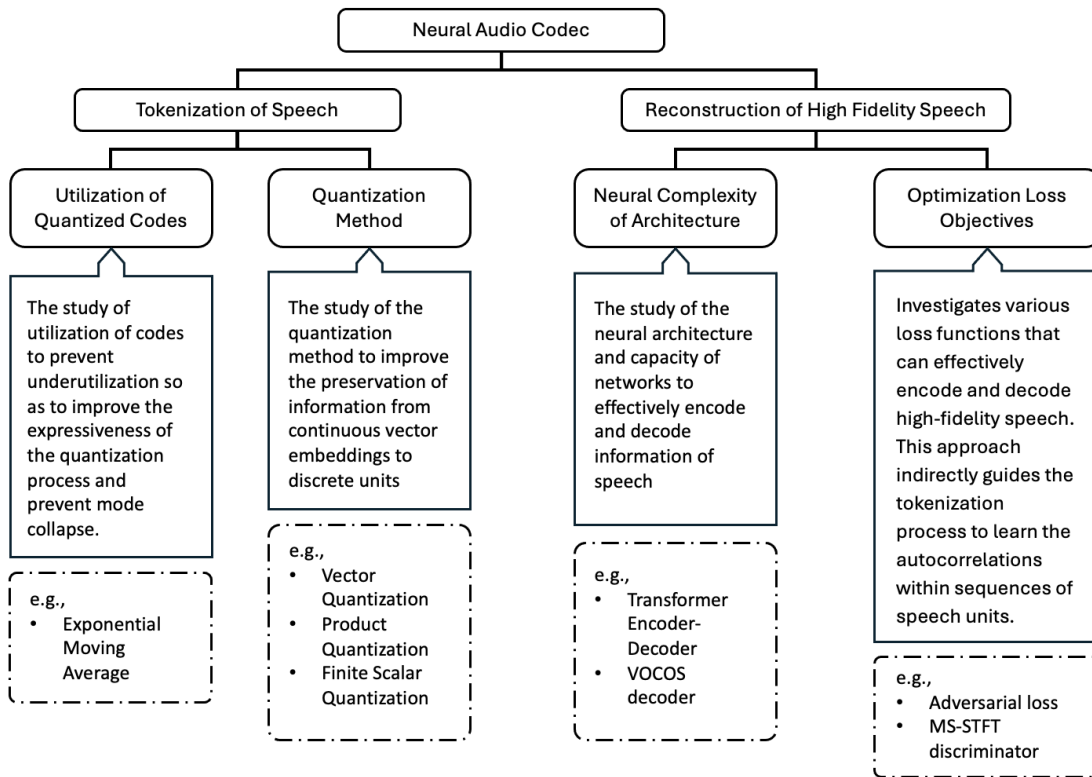 Neural Audio Codec
Tokenization of Speech
Reconstruction of High Fidelity Speech
Utilization of
Quantized Codes
Quantization
Method
Neural Complexity
of Architecture
Optimization Loss
Objectives
The study of
utilization of codes
to prevent
underutilization so
as to improve the
expressiveness of
the quantization
process and
prevent mode
collapse.
The study of the
quantization
method to improve
the preservation of
information from
continuous vector
embeddings to
discrete units
The study of the
neural architecture
and capacity of
networks to
effectively encode
and decode
information of
speech
Investigates various
loss functions that
can effectively
encode and decode
high-fidelity speech.
This approach
indirectly guides the
tokenization
process to learn the
autocorrelations
within sequences of
speech units.
e.g.,
• Exponential
Moving
Average
e.g.,
• Vector
Quantization
• Product
Quantization
• Finite Scalar
Quantization
e.g.,
• Transformer
Encoder-
Decoder
• VOCOS
decoder
e.g.,
• Adversarial loss
• MS-STFT
discriminator